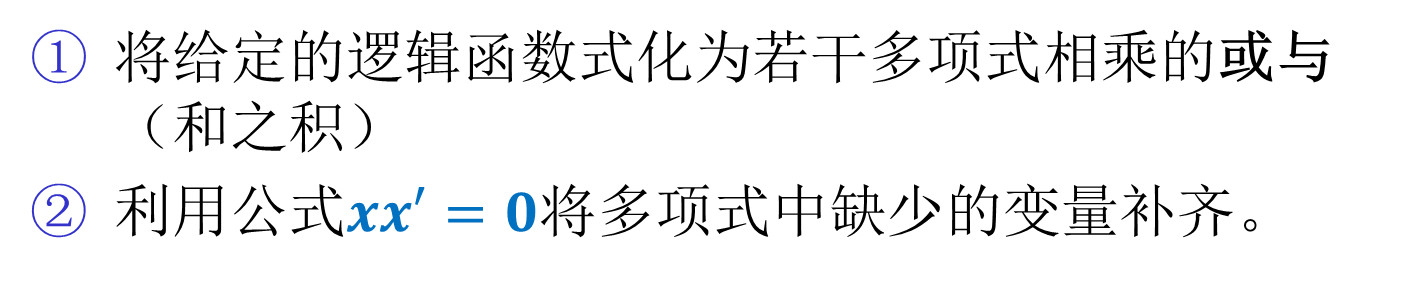 ① 将给定的逻辑函数式化为若干多项式相乘的或与
（和之积）
② 利用公式xx′ = 0将多项式中缺少的变量补齐。